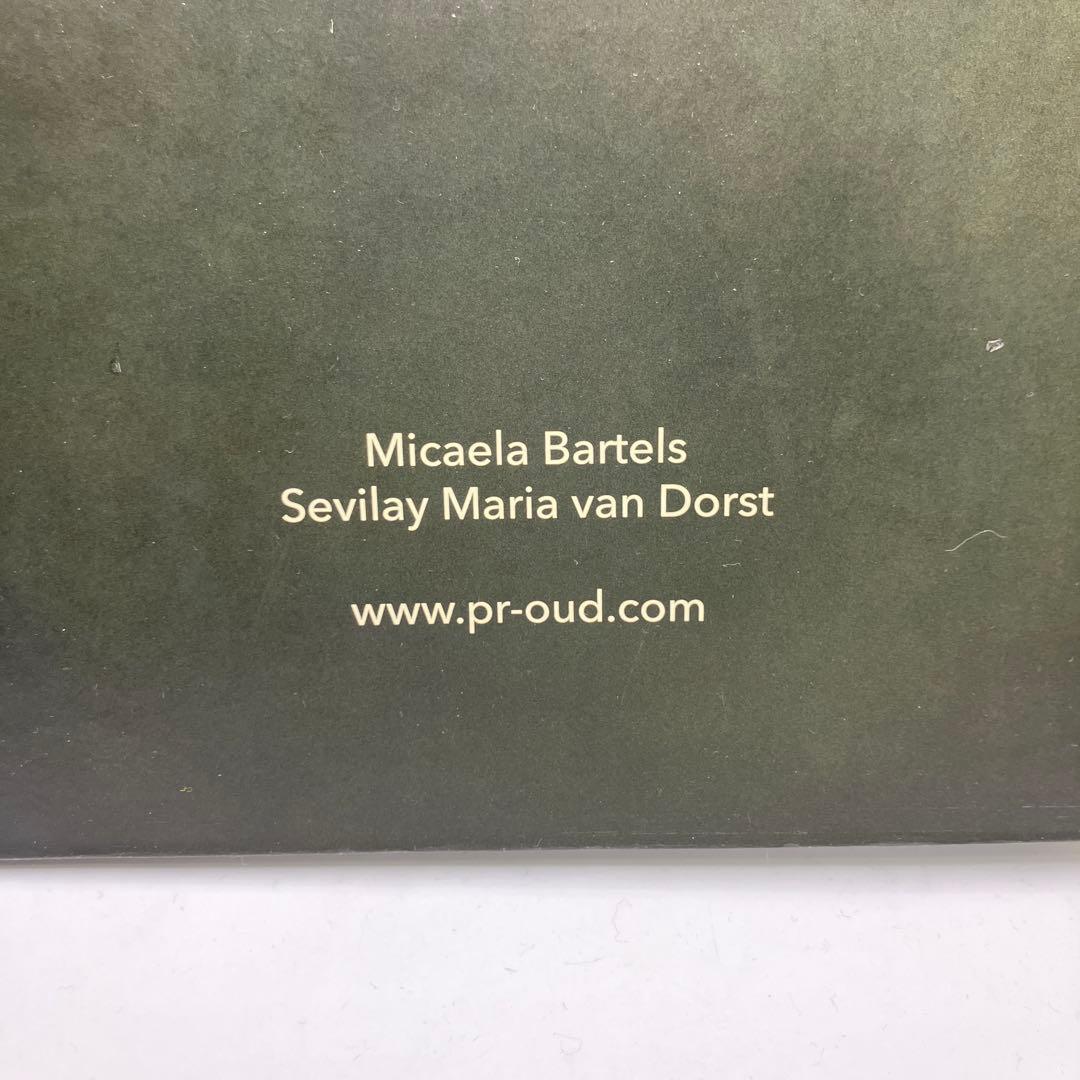 Micaela Bartels
Sevilay Maria van Dorst
www.pr-oud.com